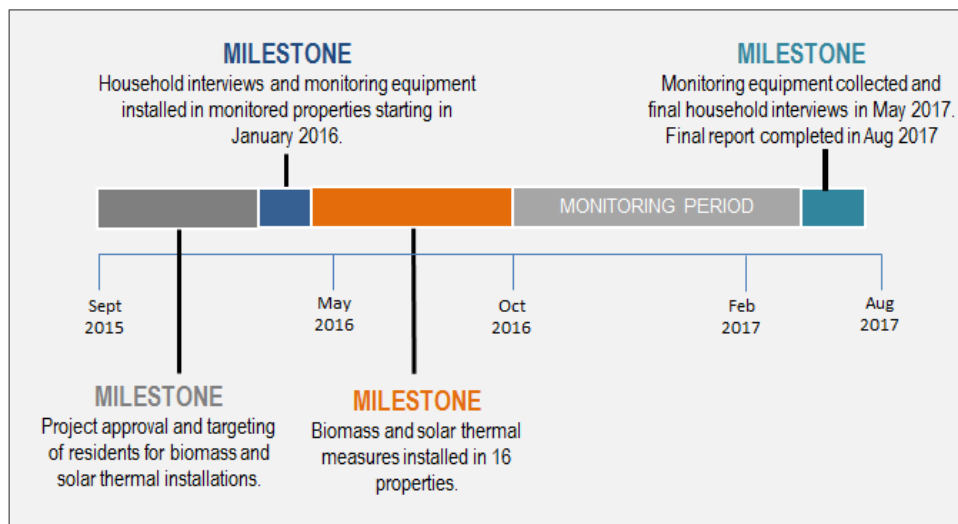 MILESTONE
Household interviews and monitoring equipment
installed in monitored properties starting in
January 2016.
MILESTONE
Monitoring equipment collected and
final household interviews in May 2017.
Final report completed in Aug 2017
MONITORING PERIOD
Sept
2015
May
2016
Oct
2016
Feb
2017
Aug
2017
MILESTONE
Project approval and targeting
of residents for biomass and
solar thermal installations.
MILESTONE
Biomass and solar thermal
measures installed in 16
properties.